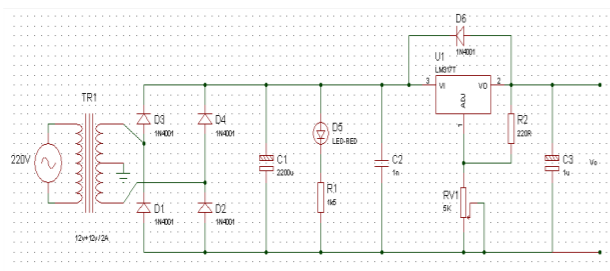 D6
1N4001
U1
LM317T
3 VI VO 2
ADJ
1
TR1
D3
1N4001
D4
1N4001
D5
LED-RED
R2
220R
220V
C1
2200u
C2
1n
C3
1u
Vo
R1
1k5
RV1
5K
D1
1N4001
D2
1N4001
12v+12v/2A